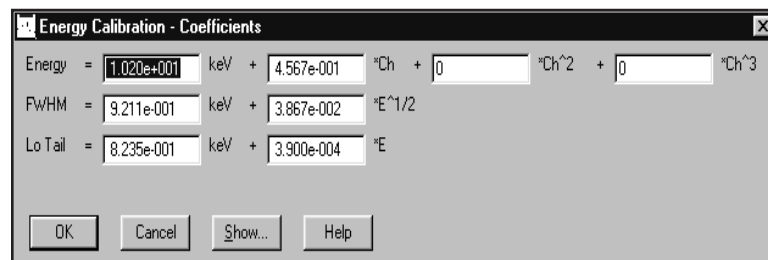 Energy Calibration - Coefficients
Energy = 1.020e+001 keV + 4.567e-001 *Ch + 0 *Ch^2 + 0 *Ch^3
FWHM = 9.211e-001 keV + 3.867e-002 *E^1/2
Lo Tail = 8.235e-001 keV + 3.900e-004 *E
OK Cancel Show... Help